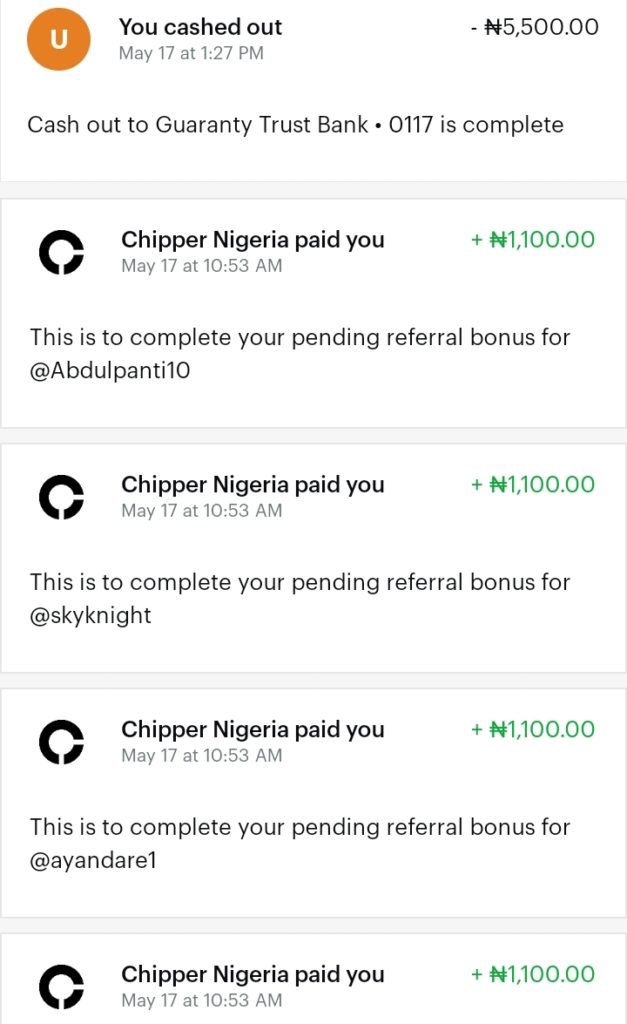 U
You cashed out
- ₦5,500.00
May 17 at 1:27 PM
Cash out to Guaranty Trust Bank • 0117 is complete
Chipper Nigeria paid you
+ ₦1,100.00
May 17 at 10:53 AM
This is to complete your pending referral bonus for
@Abdulpanti10
Chipper Nigeria paid you
+ ₦1,100.00
May 17 at 10:53 AM
This is to complete your pending referral bonus for
@skyknight
Chipper Nigeria paid you
+ ₦1,100.00
May 17 at 10:53 AM
This is to complete your pending referral bonus for
@ayandare1
Chipper Nigeria paid you
+ ₦1,100.00
May 17 at 10:53 AM